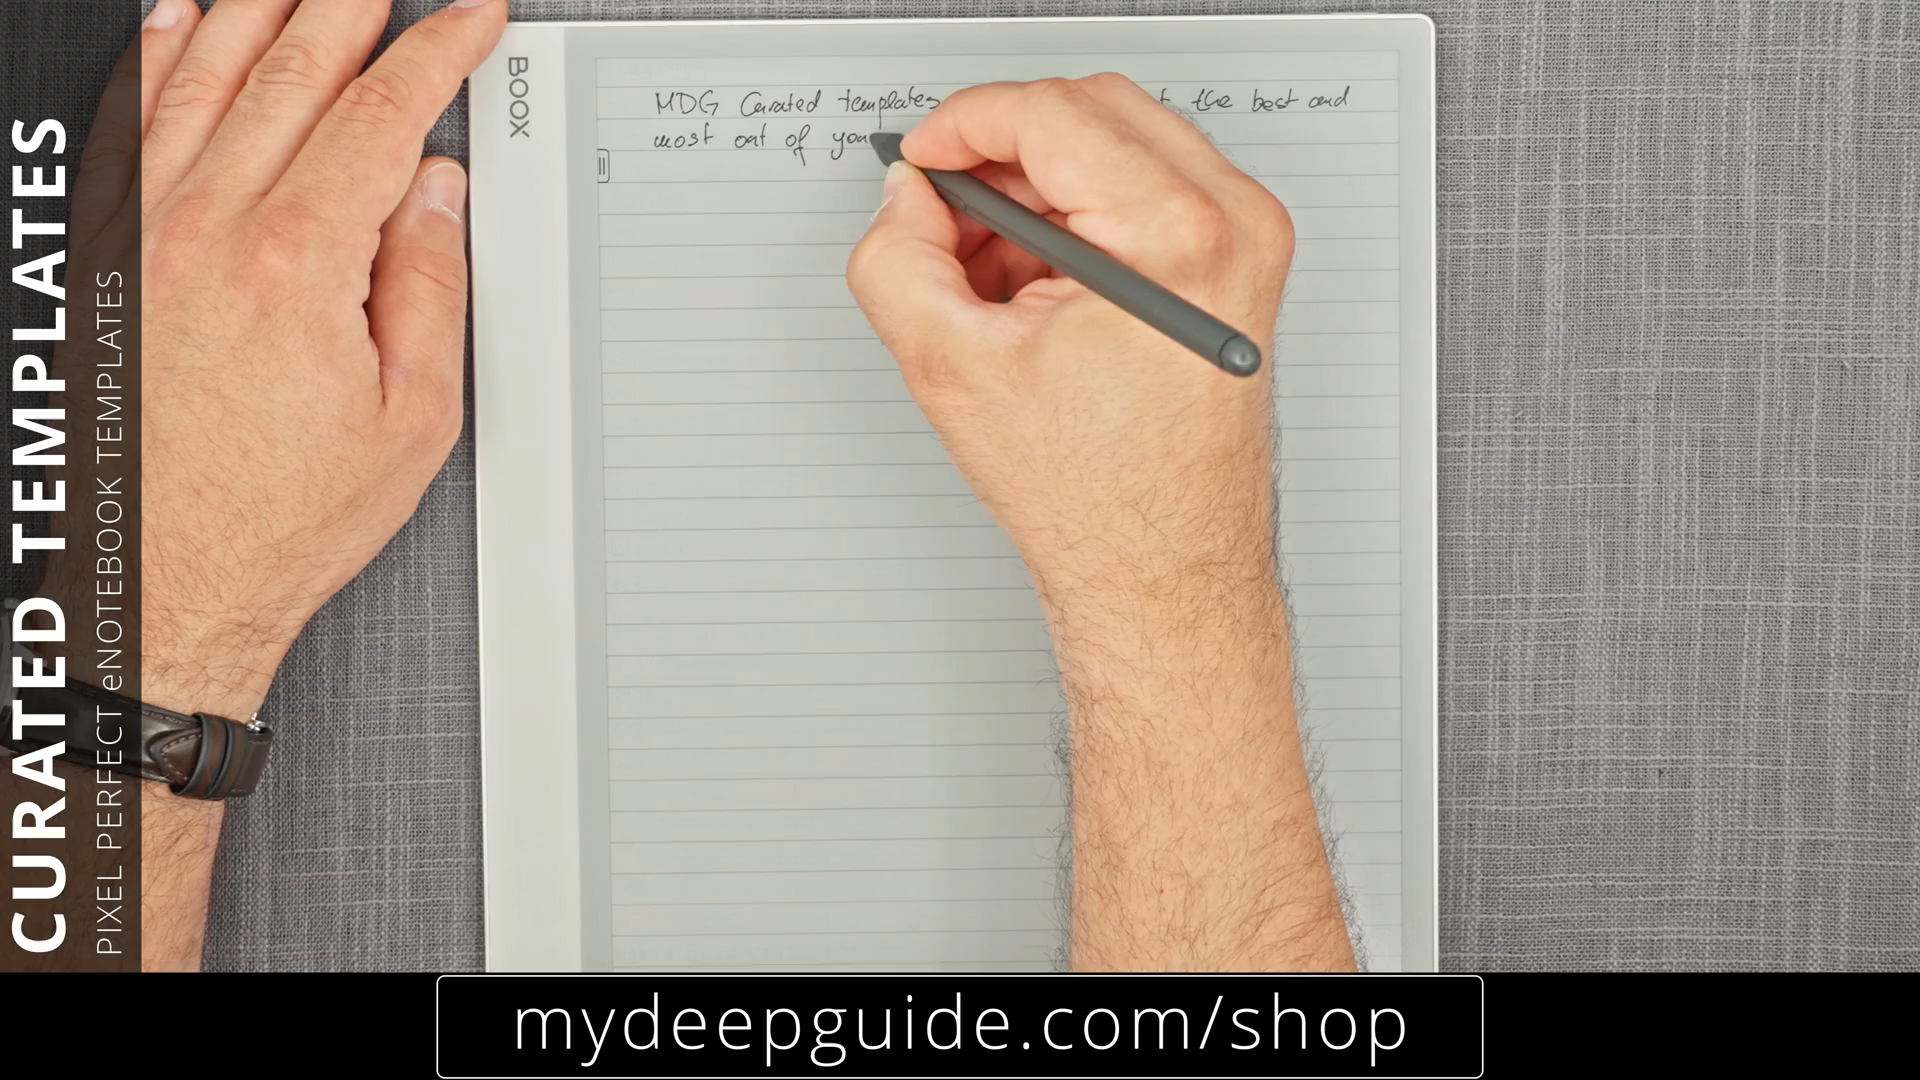 CURATED TEMPLATES
PIXEL PERFECT eNOTEBOOK TEMPLATES
BOOX
MDG Curated templates the best and
most out of you
mydeepguide.com/shop